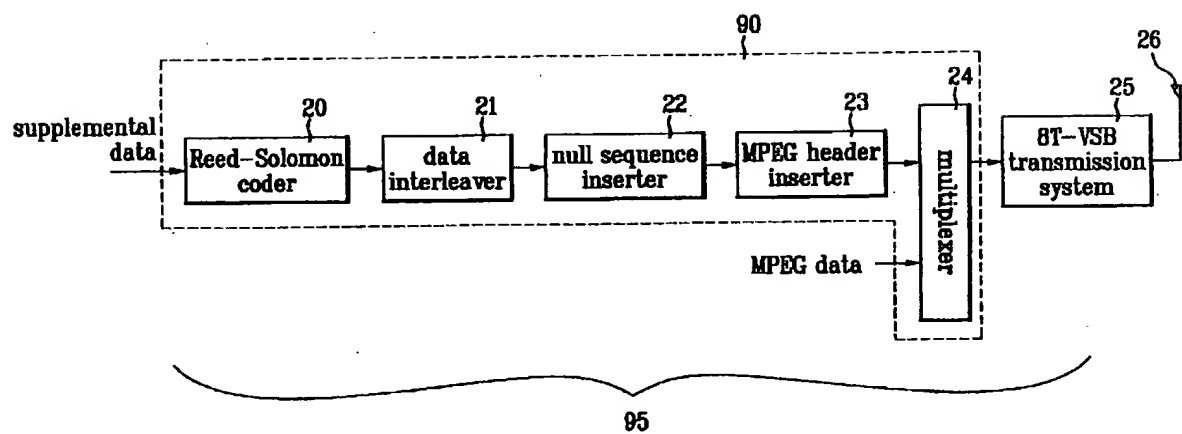 90
26
20
21
22
23
24
25
supplemental
data
Reed-Solomon
coder
data
interleaver
null sequence
inserter
MPEG header
inserter
multiplexer
8T-VSB
transmission
system
MPEG data
95